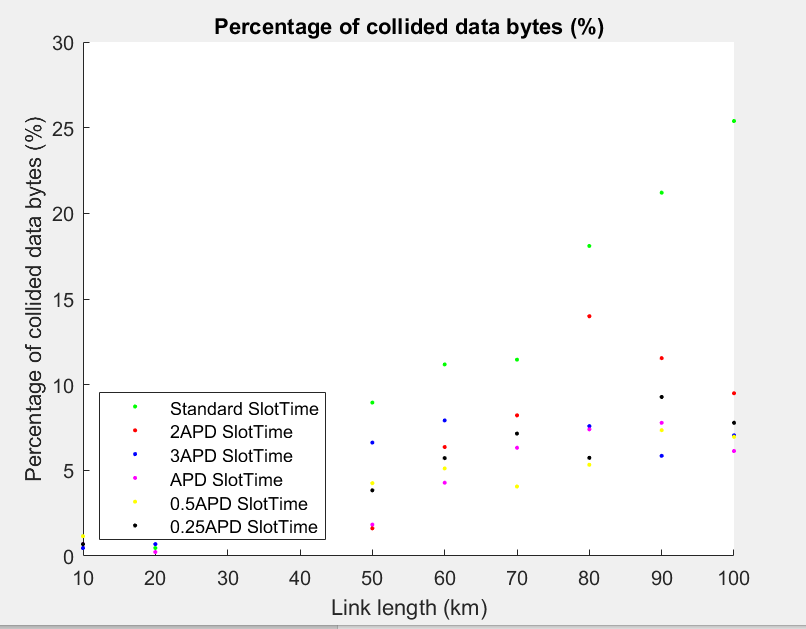 Percentage of collided data bytes (%)
Percentage of collided data bytes (%)
30
25
20
15
10
5
0
Standard SlotTime
2APD SlotTime
3APD SlotTime
APD SlotTime
0.5APD SlotTime
0.25APD SlotTime
10 20 30 40 50 60 70 80 90 100
Link length (km)